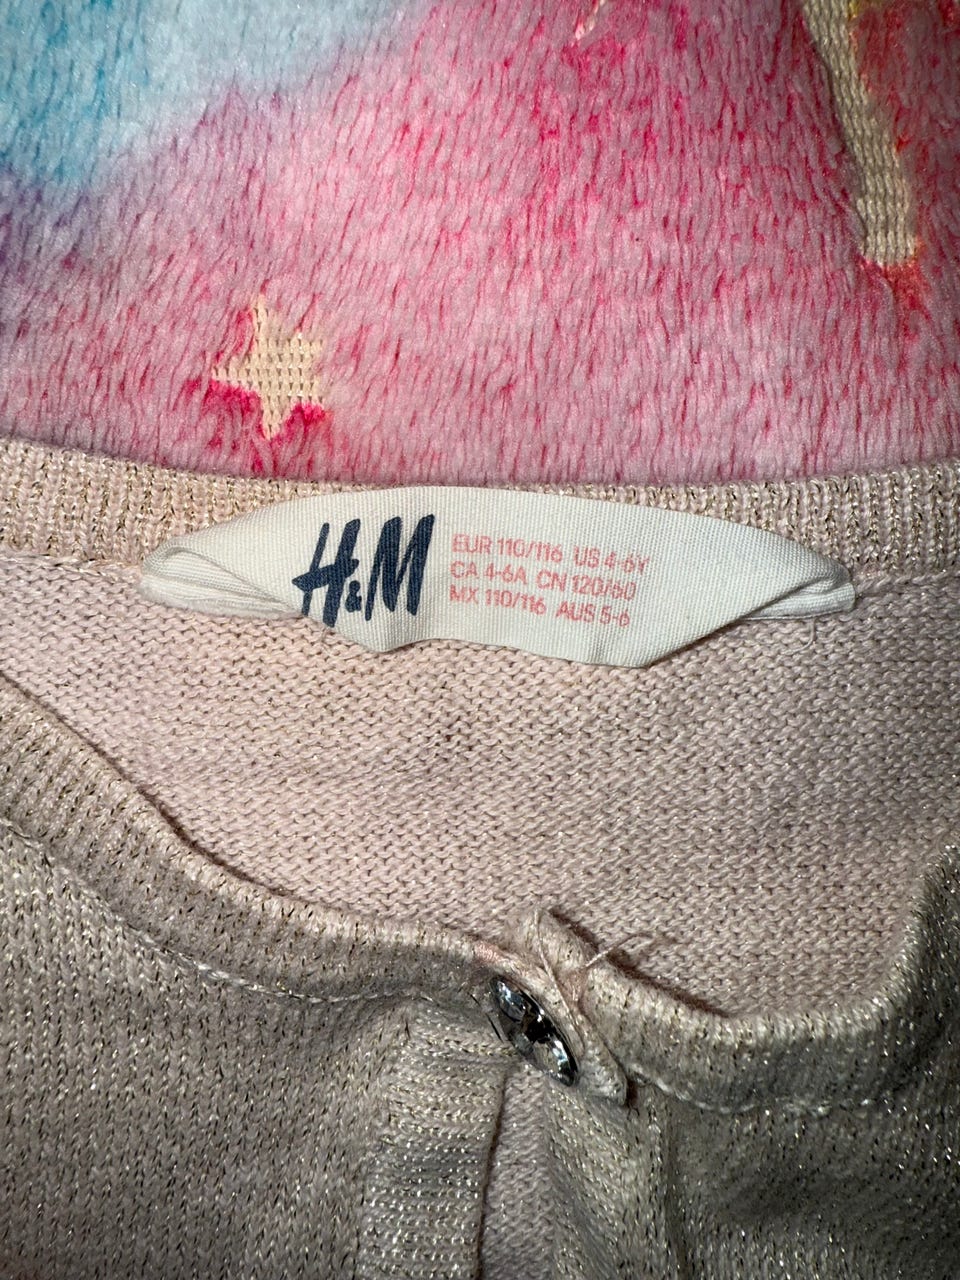 H&M
EUR 110/116 US 4-6Y
CA 4-6A CN 120/60
MX 110/116 AUS 5-6